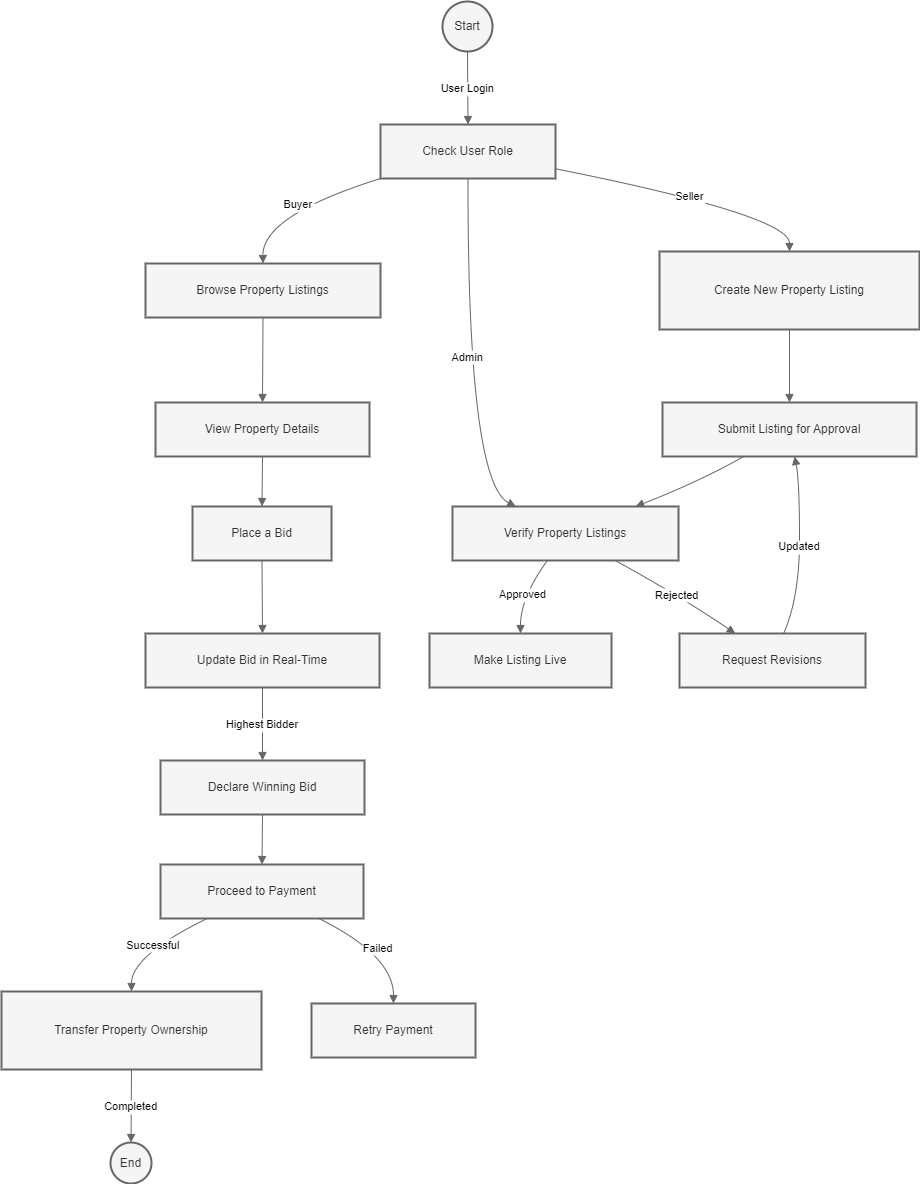 Start
User Login
Check User Role
Buyer
Seller
Browse Property Listings
Create New Property Listing
Admin
View Property Details
Submit Listing for Approval
Place a Bid
Verify Property Listings
Updated
Approved
Rejected
Update Bid in Real-Time
Make Listing Live
Request Revisions
Highest Bidder
Declare Winning Bid
Proceed to Payment
Successful
Failed
Transfer Property Ownership
Retry Payment
Completed
End